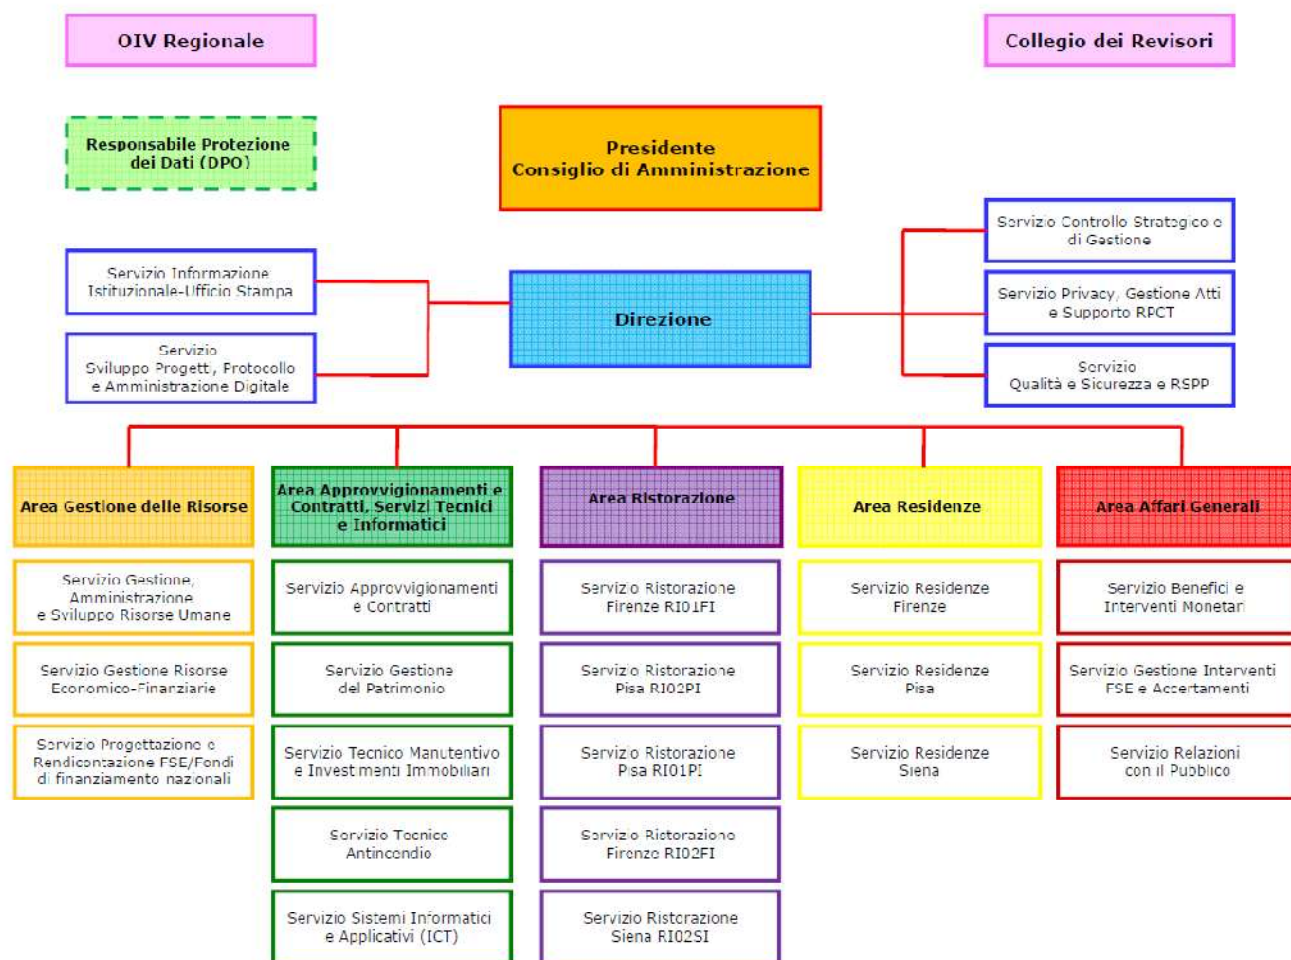 OIV Regionale
Collegio dei Revisori
Responsabile Protezione
dei Dati (DPO)
Presidente
Consiglio di Amministrazione
Servizio Informazione
Istituzionale-Ufficio Stampa
Servizio
Sviluppo Progetti, Protocollo
e Amministrazione Digitale
Direzione
Servizio Controllo Strategico e
di Gestione
Servizio Privacy, Gestione Atti
e Supporto RPCT
Servizio
Qualità e Sicurezza e RSPP
Area Gestione delle Risorse
Servizio Gestione,
Amministrazione
e Sviluppo Risorse Umane
Servizio Gestione Risorse
Economico-Finanziarie
Servizio Progettazione e
Rendicontazione FSE/Fondi
di finanziamento nazionali
Area Approvvigionamenti e
Contratti, Servizi Tecnici
e Informatici
Servizio Approvvigionamenti
e Contratti
Servizio Gestione
del Patrimonio
Servizio Tecnico Manutentivo
e Investimenti Immobiliari
Servizio Tecnico
Antincendio
Servizio Sistemi Informatici
e Applicativi (ICT)
Area Ristorazione
Servizio Ristorazione
Firenze RI01FI
Servizio Ristorazione
Pisa RI02PI
Servizio Ristorazione
Pisa RI01PI
Servizio Ristorazione
Firenze RI02FI
Servizio Ristorazione
Siena RI02SI
Area Residenze
Servizio Residenze
Firenze
Servizio Residenze
Pisa
Servizio Residenze
Siena
Area Affari Generali
Servizio Benefici e
Interventi Monetari
Servizio Gestione Interventi
FSE e Accertamenti
Servizio Relazioni
con il Pubblico